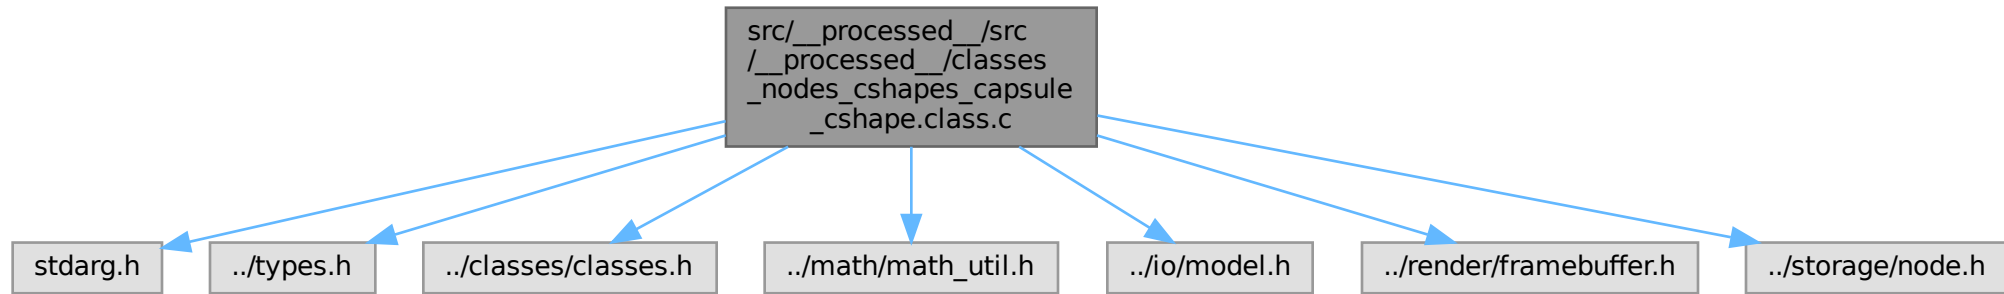 src/__processed__/src
/__processed__/classes
_nodes_cshapes_capsule
_cshape.class.c
stdarg.h
../types.h
../classes/classes.h
../math/math_util.h
../io/model.h
../render/framebuffer.h
../storage/node.h